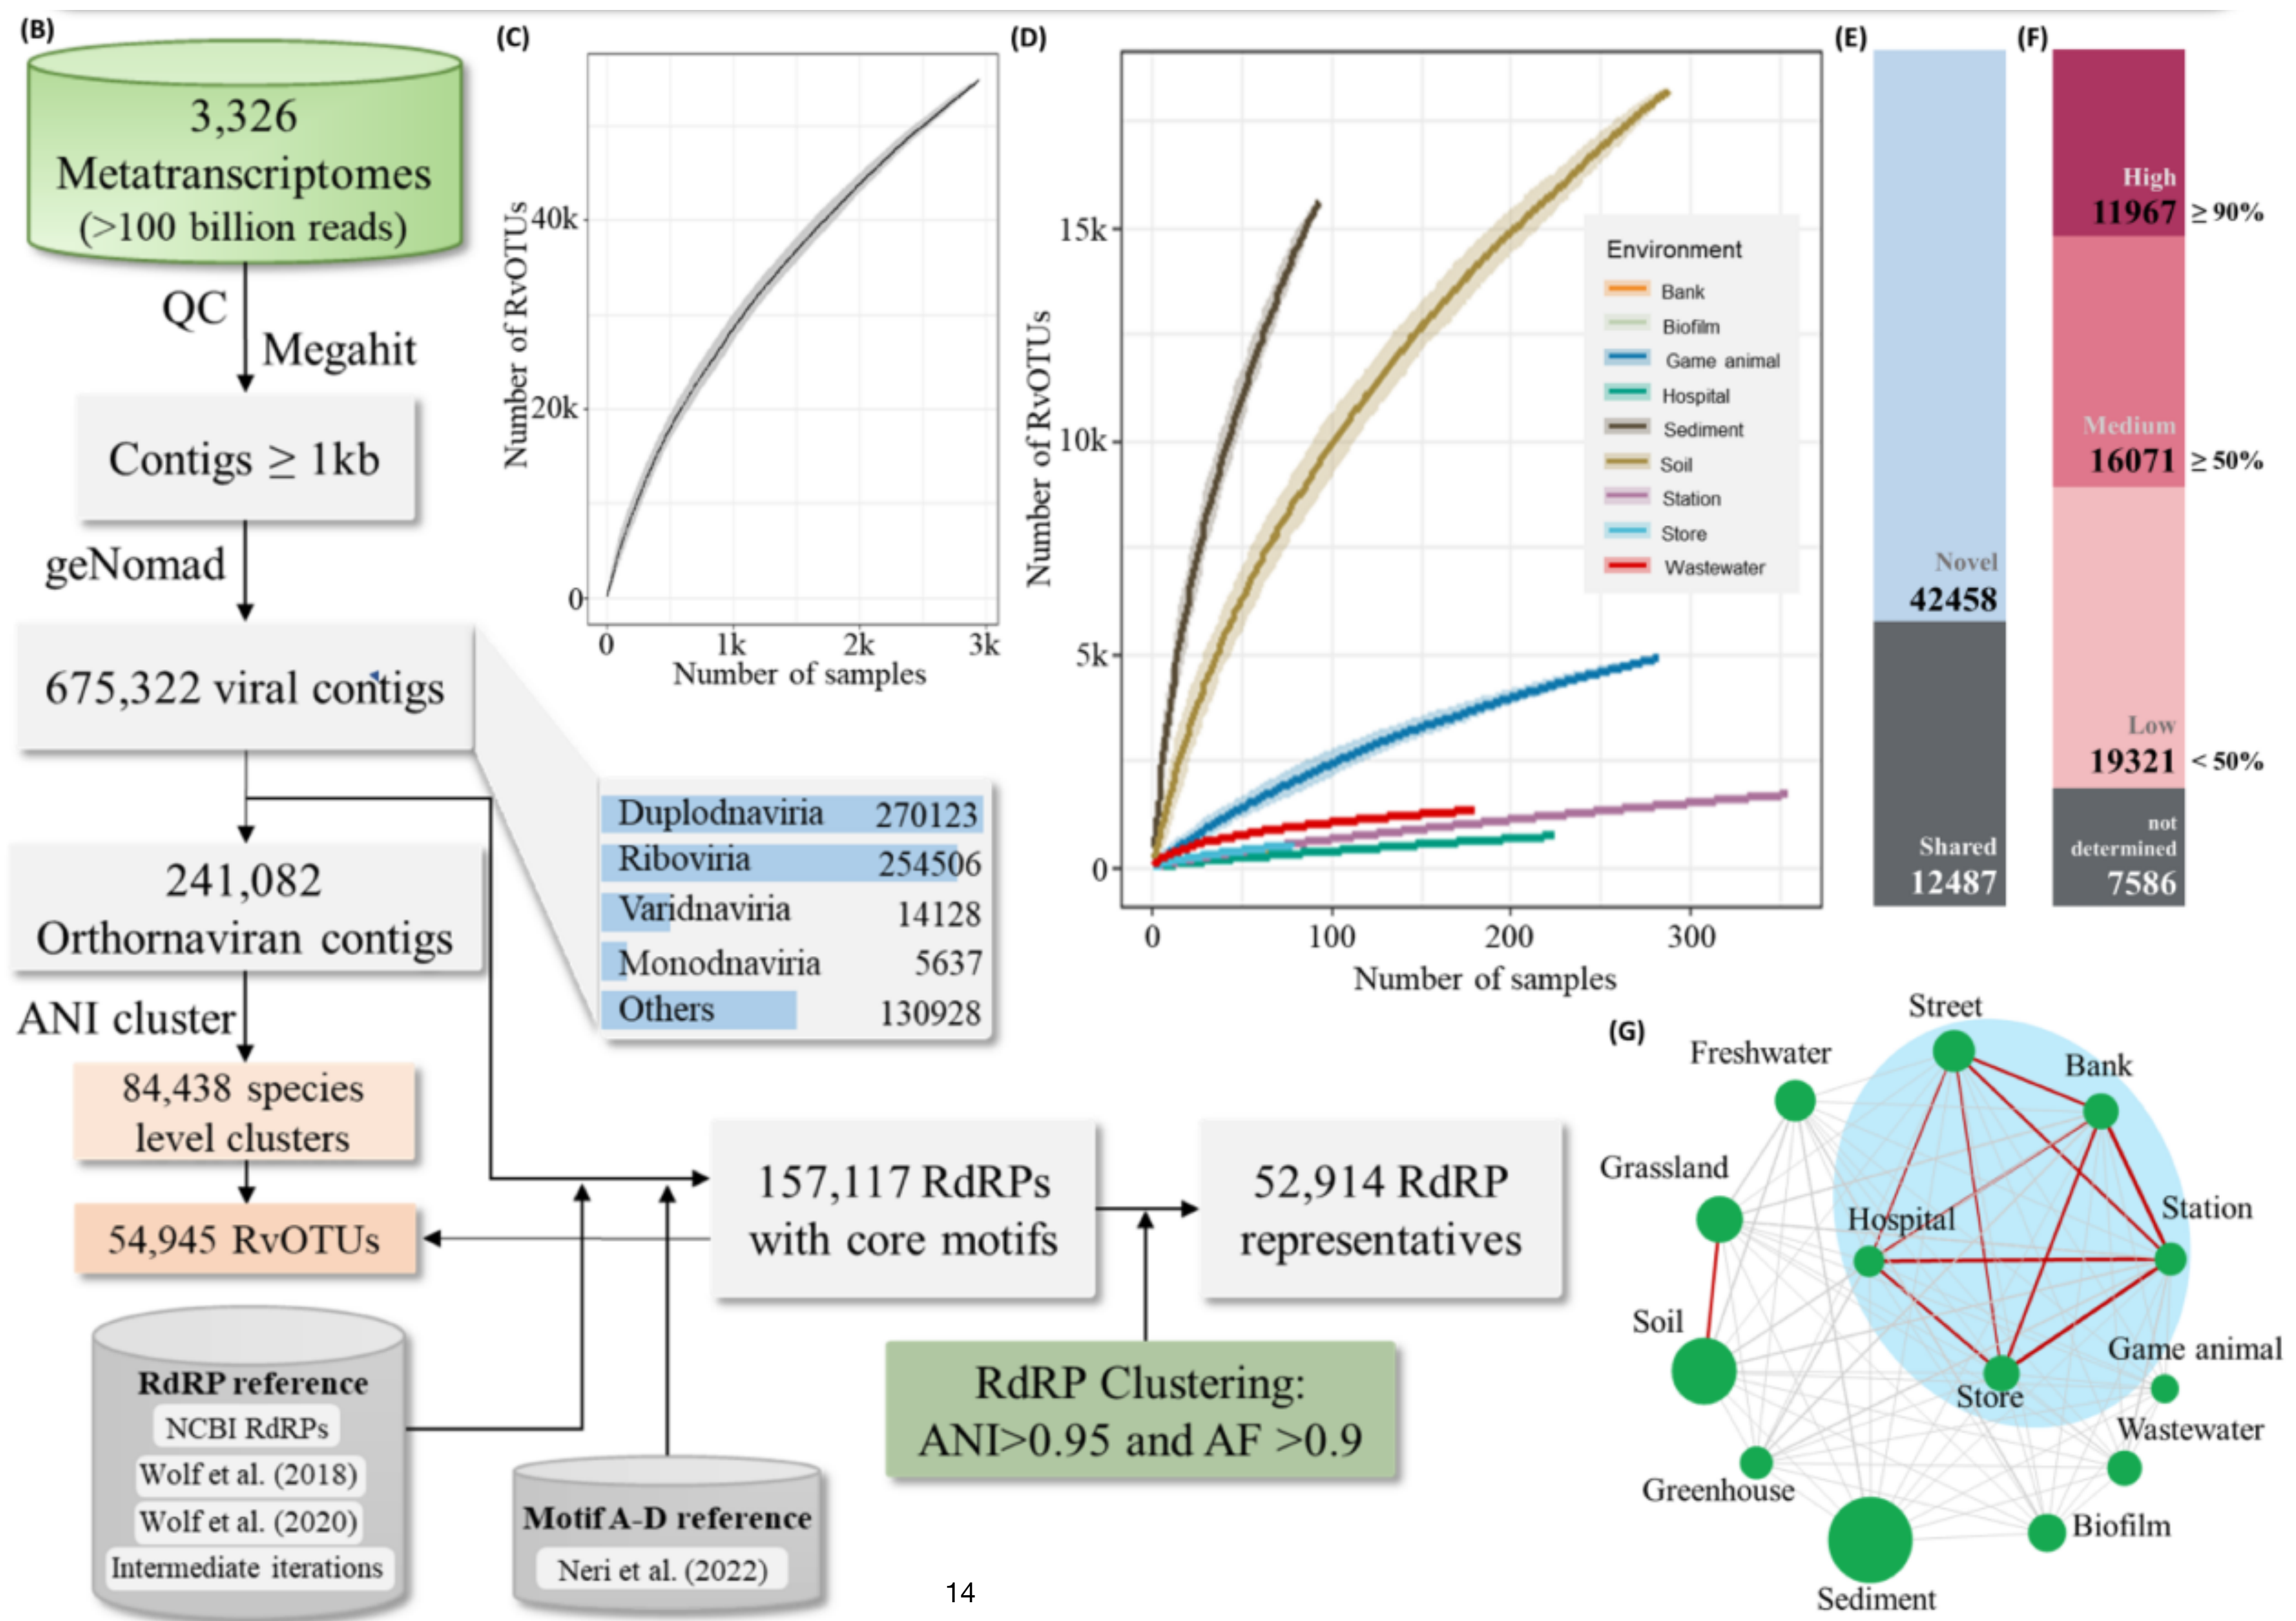 (B)
3,326
Metatranscriptomes
(>100 billion reads)
QC
Megahit
Contigs ≥ 1kb
geNomad
675,322 viral contigs
241,082
Orthornaviran contigs
ANI cluster
84,438 species
level clusters
54,945 RvOTUs
RdRP reference
NCBI RdRPs
Wolf et al. (2018)
Wolf et al. (2020)
Intermediate iterations
Motif A-D reference
Neri et al. (2022)
157,117 RdRPs
with core motifs
52,914 RdRP
representatives
RdRP Clustering:
ANI>0.95 and AF >0.9
Duplodnaviria 270123
Riboviria 254506
Varidnaviria 14128
Monodnaviria 5637
Others 130928
(C)
Number of RvOTUs
40k
20k
0
0 1k 2k 3k
Number of samples
(D)
Number of RvOTUs
15k
10k
5k
0
0 100 200 300
Number of samples
Environment
Bank
Biofilm
Game animal
Hospital
Sediment
Soil
Station
Store
Wastewater
(E)
Novel
42458
Shared
12487
(F)
High
11967 ≥ 90%
Medium
16071 ≥ 50%
Low
19321 < 50%
not
determined
7586
(G)
Street
Freshwater
Bank
Grassland
Hospital
Station
Soil
Game animal
Store
Wastewater
Greenhouse
Biofilm
Sediment
14